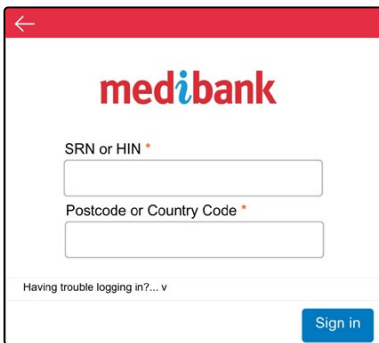 medibank
SRN or HIN *
Postcode or Country Code *
Having trouble logging in?... v
Sign in